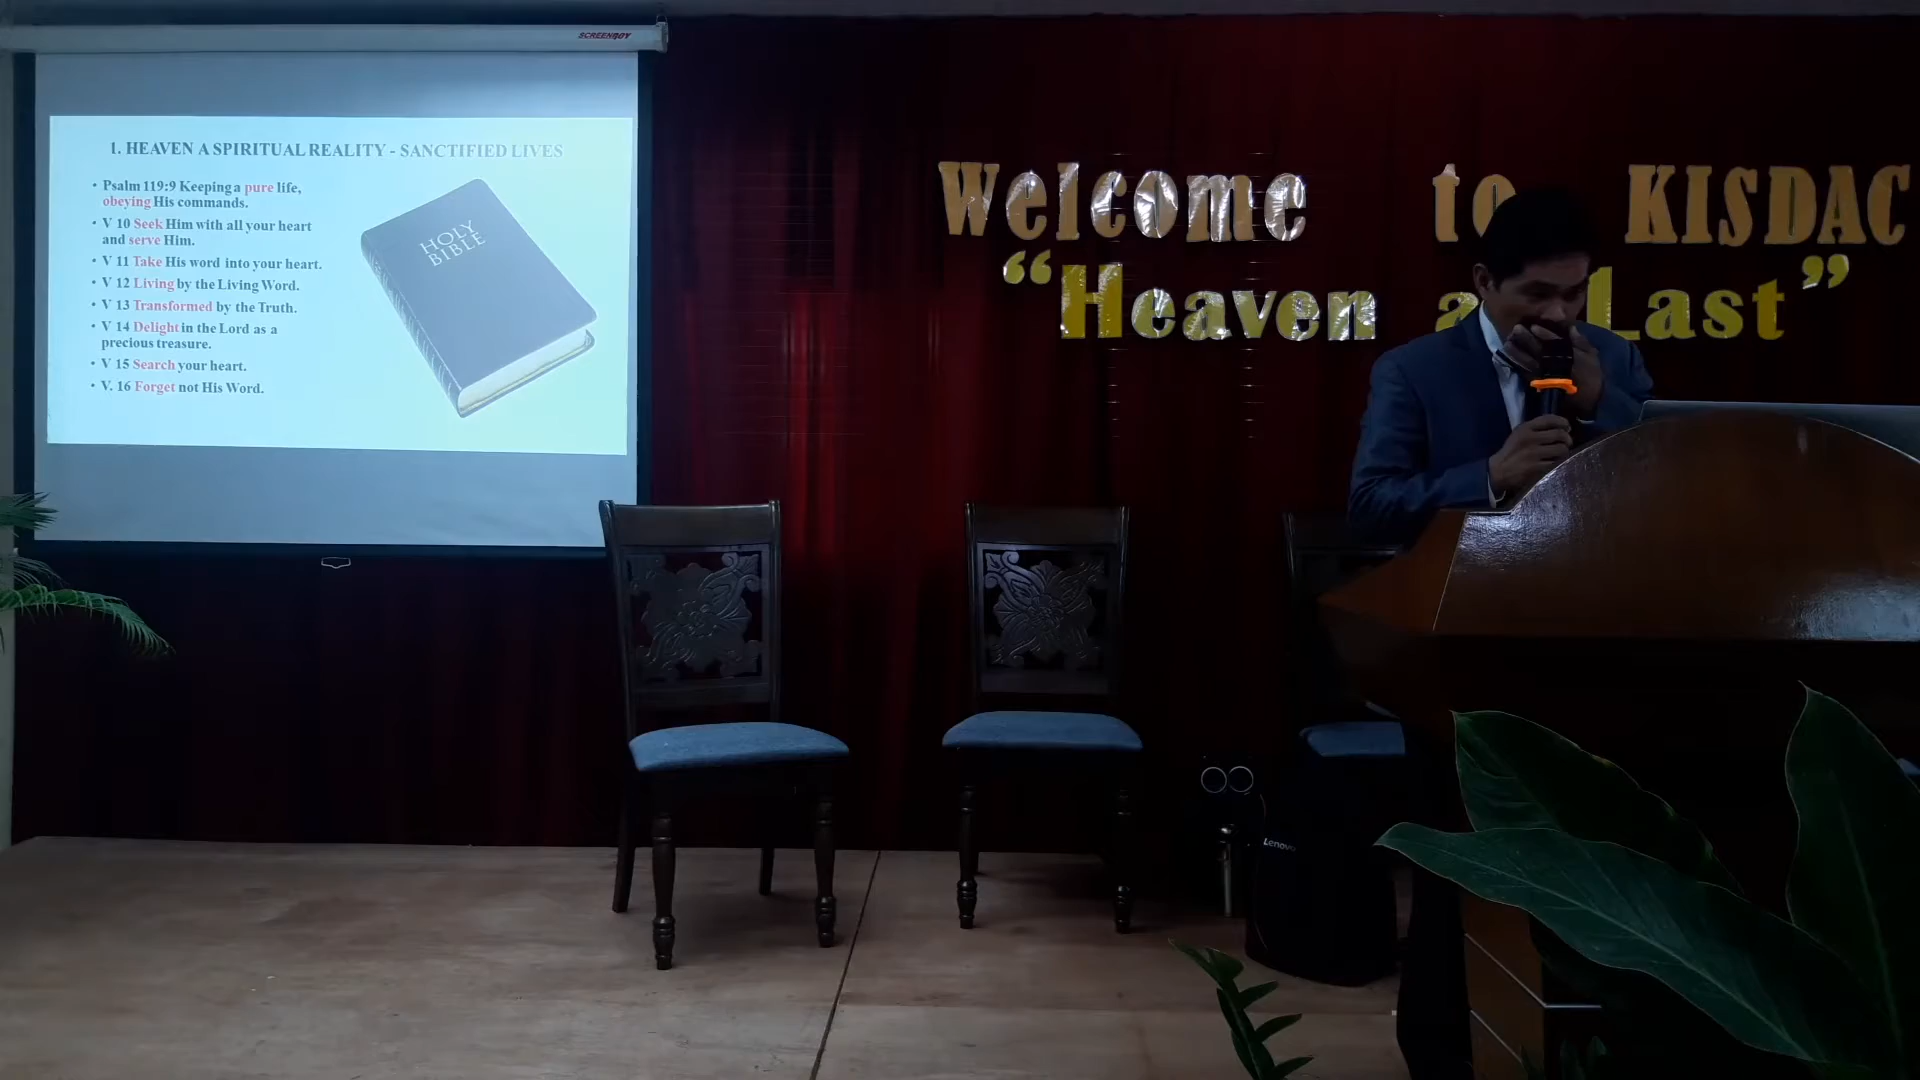 SCREENBOY
1. HEAVEN A SPIRITUAL REALITY - SANCTIFIED LIVES
• Psalm 119:9 Keeping a pure life,
obeying His commands.
• V 10 Seek Him with all your heart
and serve Him.
• V 11 Take His word into your heart.
• V 12 Living by the Living Word.
• V 13 Transformed by the Truth.
• V 14 Delight in the Lord as a
precious treasure.
• V 15 Search your heart.
• V. 16 Forget not His Word.
HOLY
BIBLE
Welcome to KISDAC
“Heaven a Last”
Lenovo